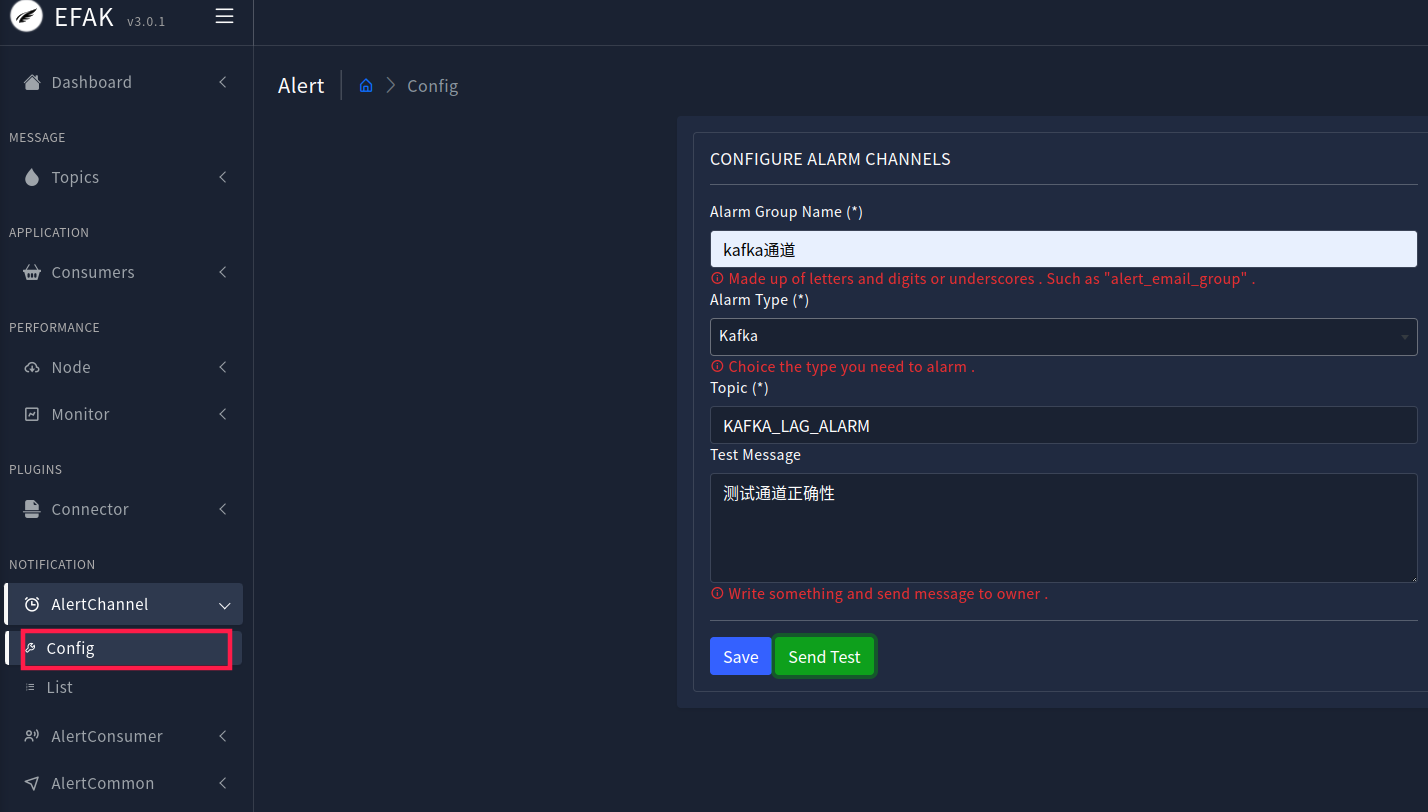 EFAK v3.0.1
Dashboard
MESSAGE
Topics
APPLICATION
Consumers
PERFORMANCE
Node
Monitor
PLUGINS
Connector
NOTIFICATION
AlertChannel
Config
List
AlertConsumer
AlertCommon
Alert
Config
CONFIGURE ALARM CHANNELS
Alarm Group Name (*)
kafka通道
Made up of letters and digits or underscores . Such as "alert_email_group" .
Alarm Type (*)
Kafka
Choice the type you need to alarm .
Topic (*)
KAFKA_LAG_ALARM
Test Message
测试通道正确性
Write something and send message to owner .
Save Send Test